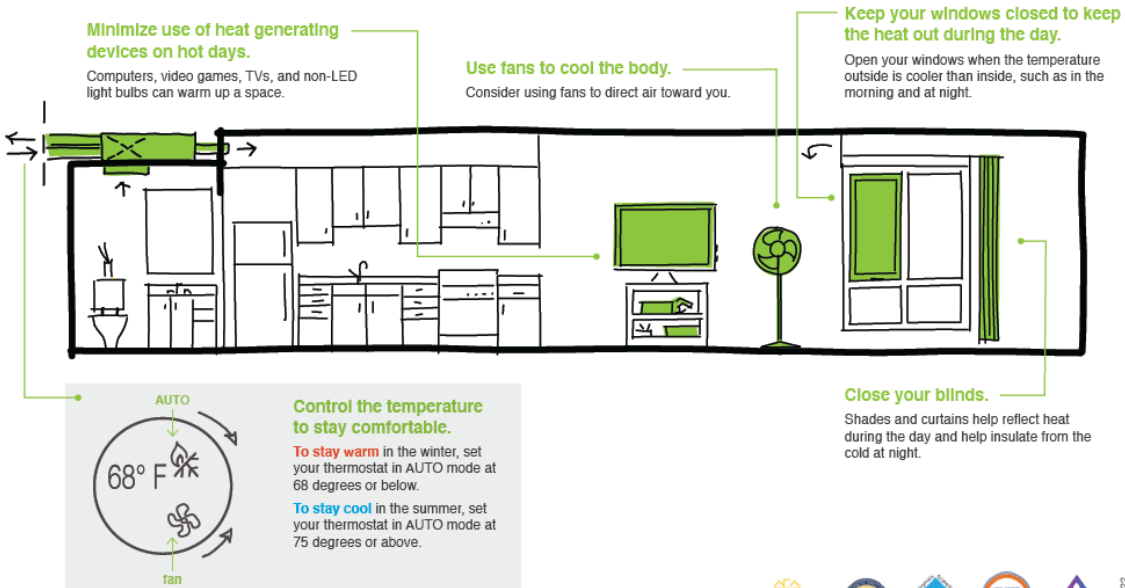 Minimize use of heat generating
devices on hot days.
Computers, video games, TVs, and non-LED
light bulbs can warm up a space.
Use fans to cool the body.
Consider using fans to direct air toward you.
Keep your windows closed to keep
the heat out during the day.
Open your windows when the temperature
outside is cooler than inside, such as in the
morning and at night.
Close your blinds.
Shades and curtains help reflect heat
during the day and help insulate from the
cold at night.
AUTO
68° F
fan
Control the temperature
to stay comfortable.
To stay warm in the winter, set
your thermostat in AUTO mode at
68 degrees or below.
To stay cool in the summer, set
your thermostat in AUTO mode at
75 degrees or above.